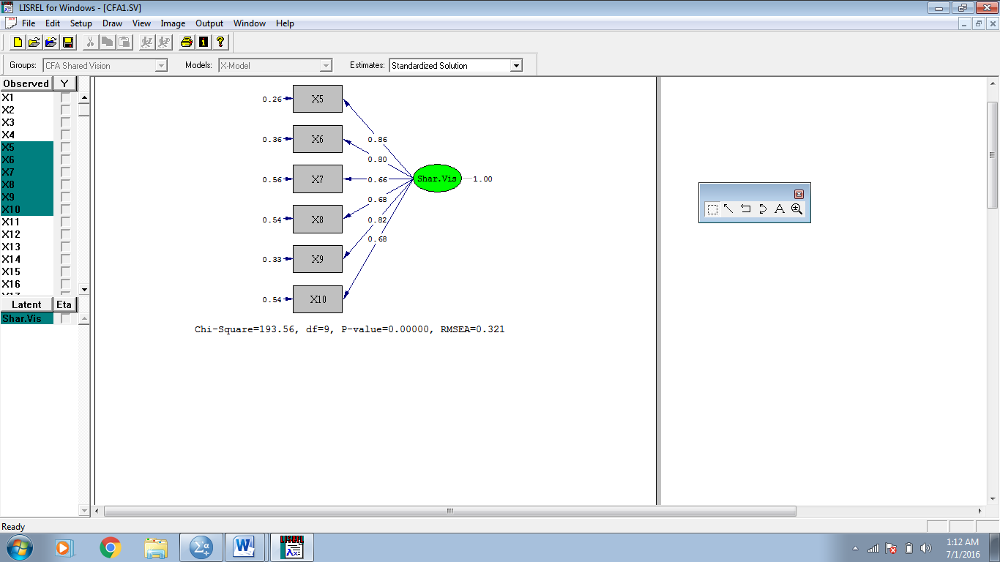 LISREL for Windows - [CFA1.SV]
File Edit Setup Draw View Image Output Window Help
Groups: CFA Shared Vision Models: X-Model Estimates: Standardized Solution
Observed Y
X1
X2
X3
X4
X5
X6
X7
X8
X9
X10
X11
X12
X13
X14
X15
X16
Latent Eta
Shar.Vis
0.26 X5
0.36 X6
0.56 X7
0.54 X8
0.33 X9
0.54 X10
0.86
0.80
0.66
0.68
0.82
0.68
Shar.Vis 1.00
Chi-Square=193.56, df=9, P-value=0.00000, RMSEA=0.321
A
Ready
LISREL
1:12 AM
7/1/2016